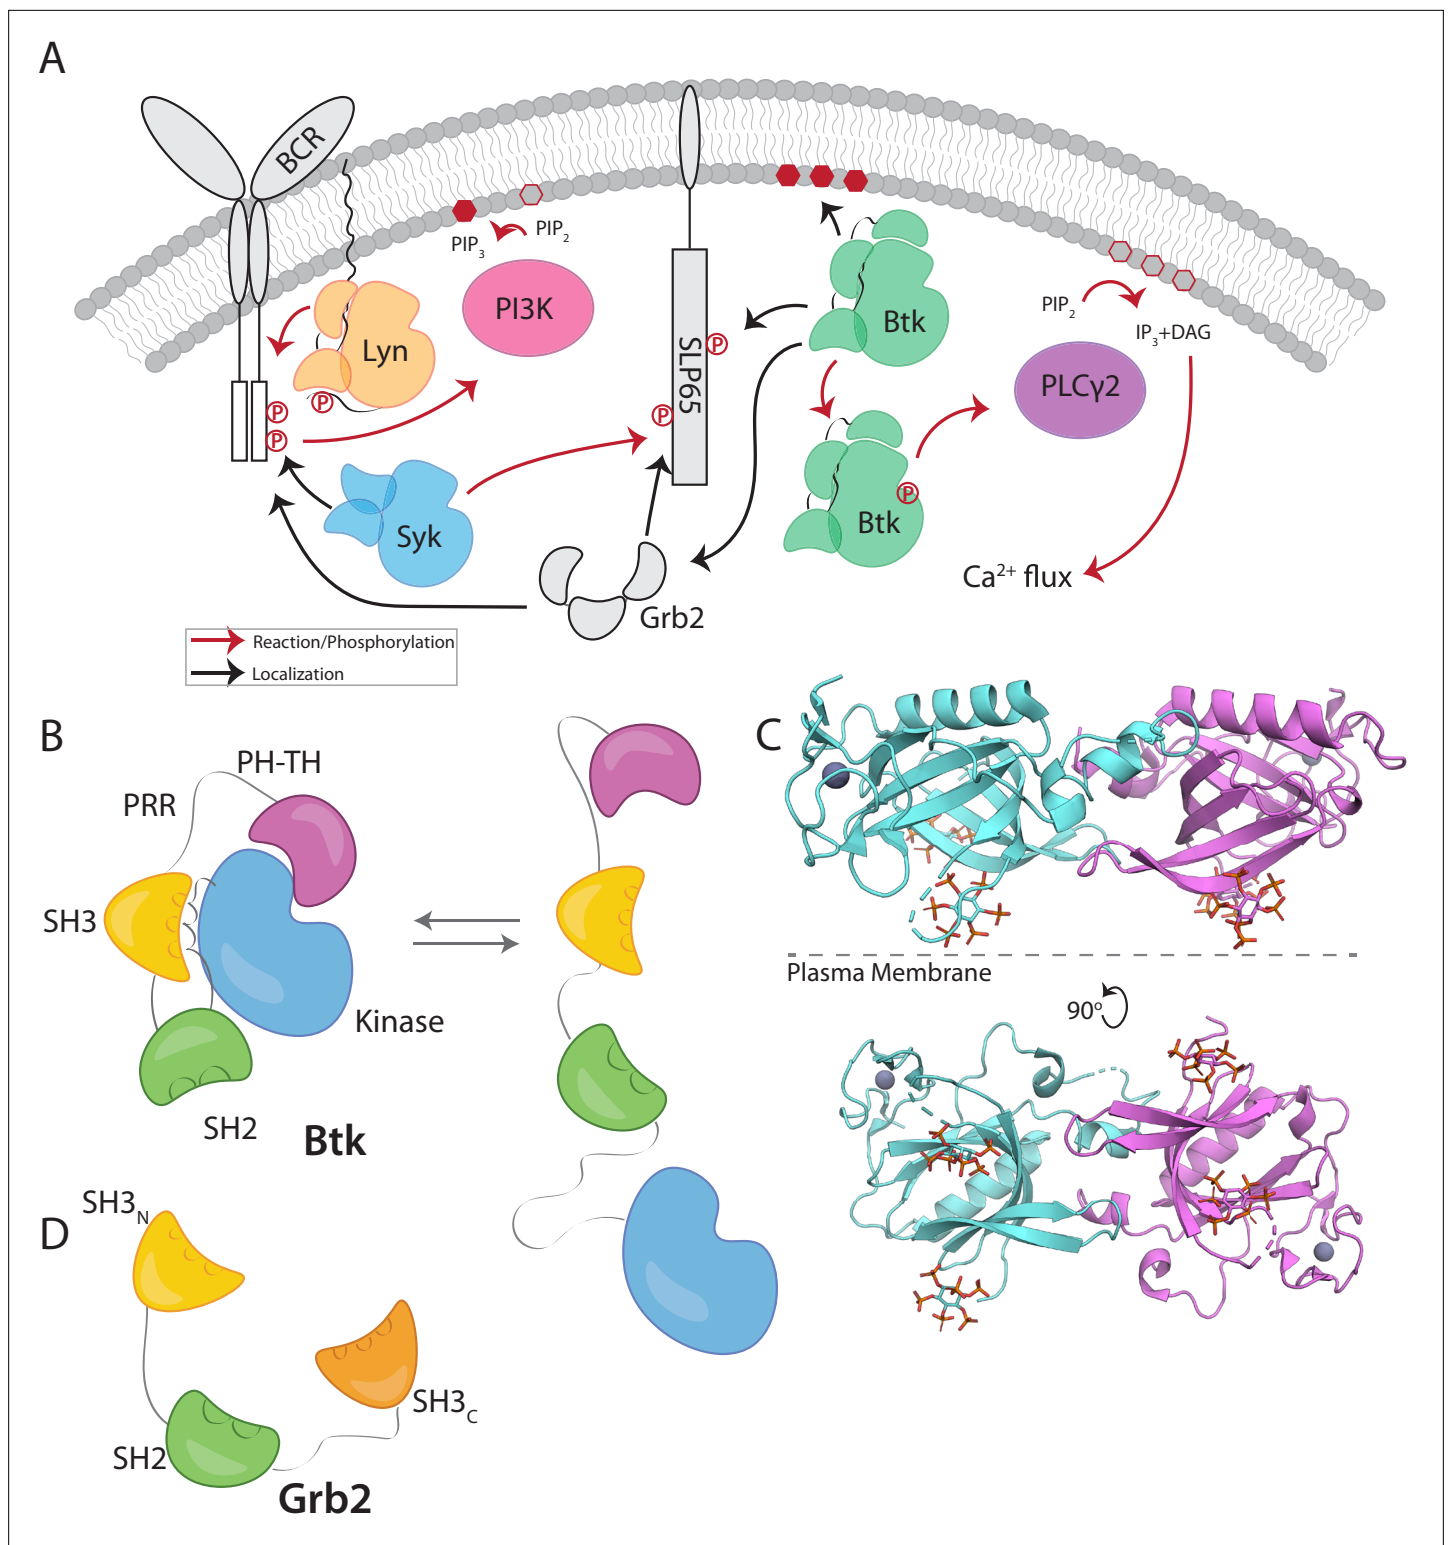 A
BCR
PIP3
PIP2
PI3K
Lyn
P
P
P
SLP65
P
P
Btk
PIP2
IP3+DAG
PLCγ2
Syk
Btk
P
Ca2+ flux
Grb2
Reaction/Phosphorylation
Localization
B
PH-TH
PRR
SH3
Kinase
SH2
Btk
C
Plasma Membrane
90o
D
SH3N
SH3C
SH2
Grb2